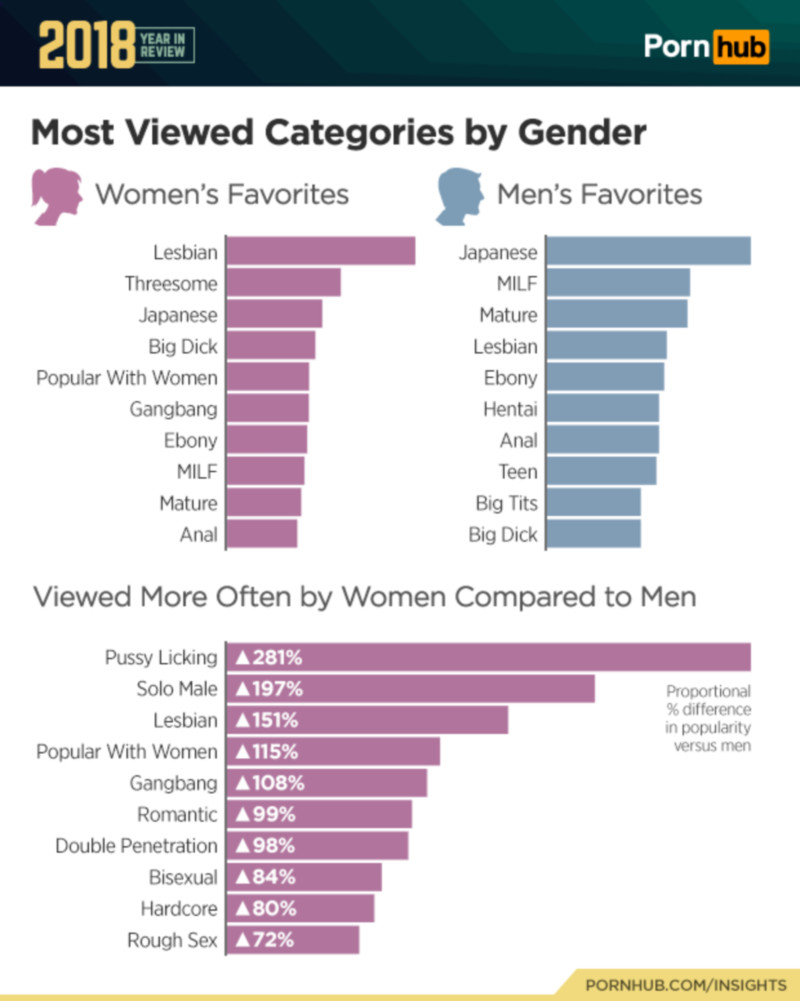 2018 YEAR IN REVIEW
Pornhub
Most Viewed Categories by Gender
Women's Favorites
Lesbian
Threesome
Japanese
Big Dick
Popular With Women
Gangbang
Ebony
MILF
Mature
Anal
Men's Favorites
Japanese
MILF
Mature
Lesbian
Ebony
Hentai
Anal
Teen
Big Tits
Big Dick
Viewed More Often by Women Compared to Men
Pussy Licking ▲281%
Solo Male ▲197%
Lesbian ▲151%
Popular With Women ▲115%
Gangbang ▲108%
Romantic ▲99%
Double Penetration ▲98%
Bisexual ▲84%
Hardcore ▲80%
Rough Sex ▲72%
Proportional
% difference
in popularity
versus men
PORNHUB.COM/INSIGHTS